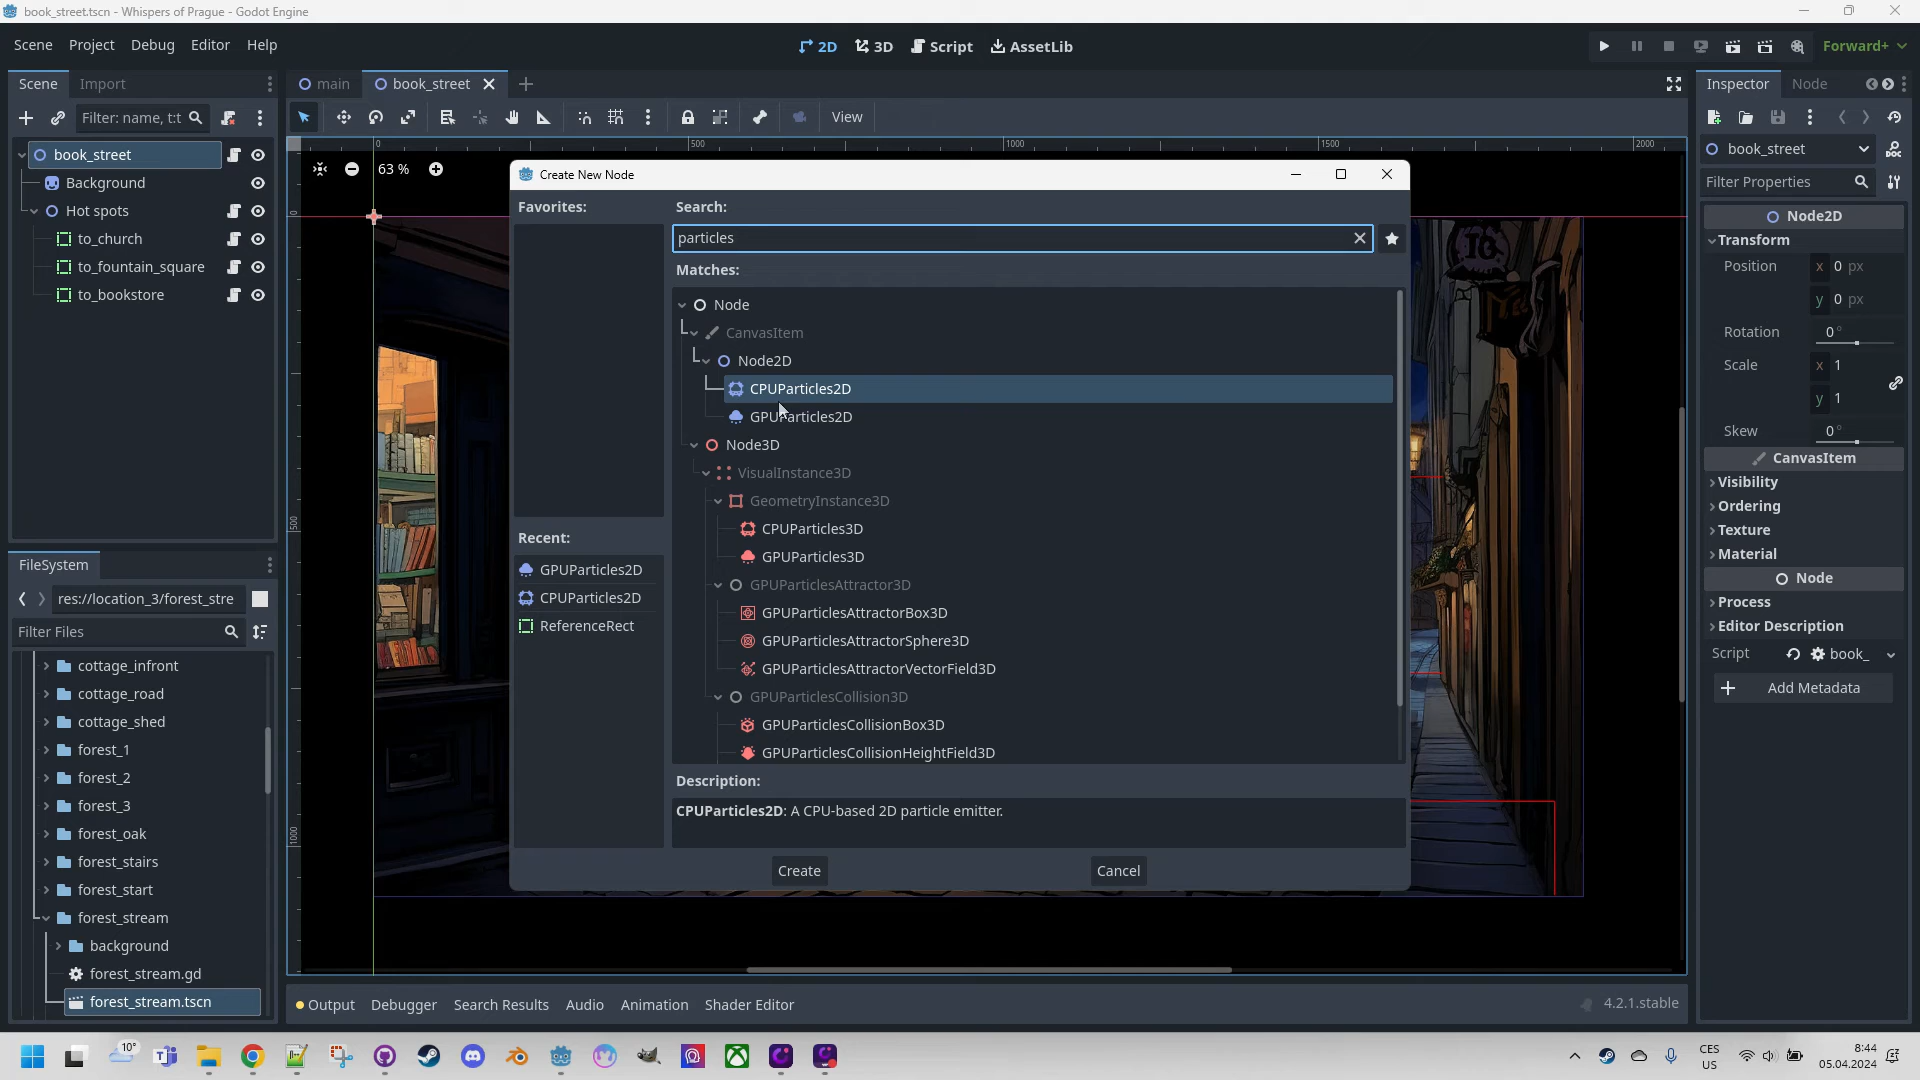 book_street.tscn - Whispers of Prague - Godot Engine
Scene Project Debug Editor Help
2D 3D Script AssetLib
Forward+
Scene Import
main book_street
Inspector Node
Filter: name, t:t
63 %
View
book_street
Background
Hot spots
to_church
to_fountain_square
to_bookstore
0 500 1000 1500 2000
0
500
1000
Create New Node
Favorites:
Search:
particles
Matches:
Node
CanvasItem
Node2D
CPUParticles2D
GPUParticles2D
Node3D
VisualInstance3D
GeometryInstance3D
CPUParticles3D
GPUParticles3D
GPUParticlesAttractor3D
GPUParticlesAttractorBox3D
GPUParticlesAttractorSphere3D
GPUParticlesAttractorVectorField3D
GPUParticlesCollision3D
GPUParticlesCollisionBox3D
GPUParticlesCollisionHeightField3D
Recent:
GPUParticles2D
CPUParticles2D
ReferenceRect
Description:
CPUParticles2D: A CPU-based 2D particle emitter.
Create Cancel
book_street
Filter Properties
Node2D
Transform
Position x 0 px
y 0 px
Rotation 0 °
Scale x 1
y 1
Skew 0 °
CanvasItem
Visibility
Ordering
Texture
Material
Node
Process
Editor Description
Script book_
Add Metadata
FileSystem
res://location_3/forest_stre
Filter Files
cottage_infront
cottage_road
cottage_shed
forest_1
forest_2
forest_3
forest_oak
forest_stairs
forest_start
forest_stream
background
forest_stream.gd
forest_stream.tscn
Output Debugger Search Results Audio Animation Shader Editor
4.2.1.stable
10°
CES
US
8:44
05.04.2024